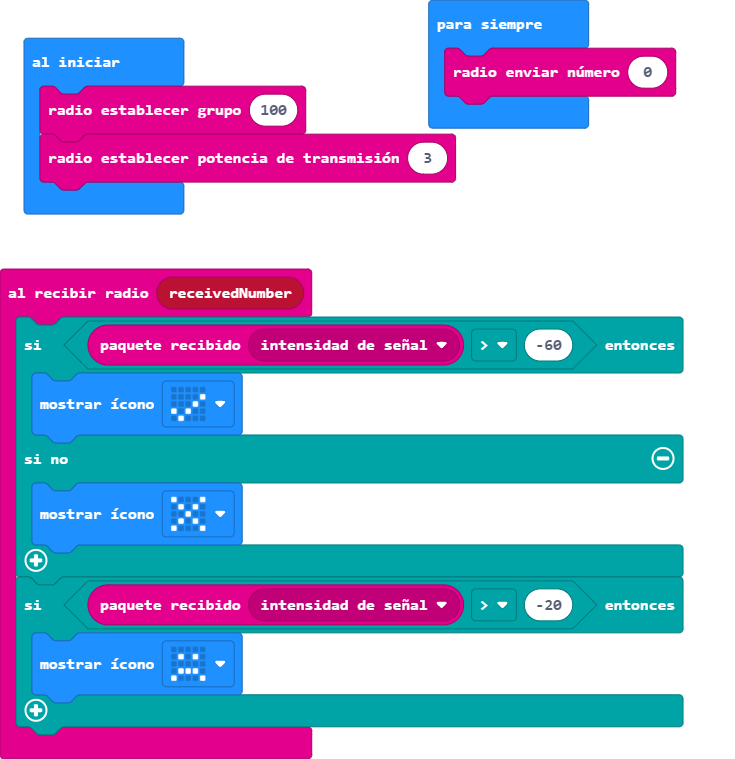 al iniciar
radio establecer grupo 100
radio establecer potencia de transmisión 3
para siempre
radio enviar número 0
al recibir radio receivedNumber
si paquete recibido intensidad de señal > -60 entonces
mostrar ícono
si no
mostrar ícono
si paquete recibido intensidad de señal > -20 entonces
mostrar ícono